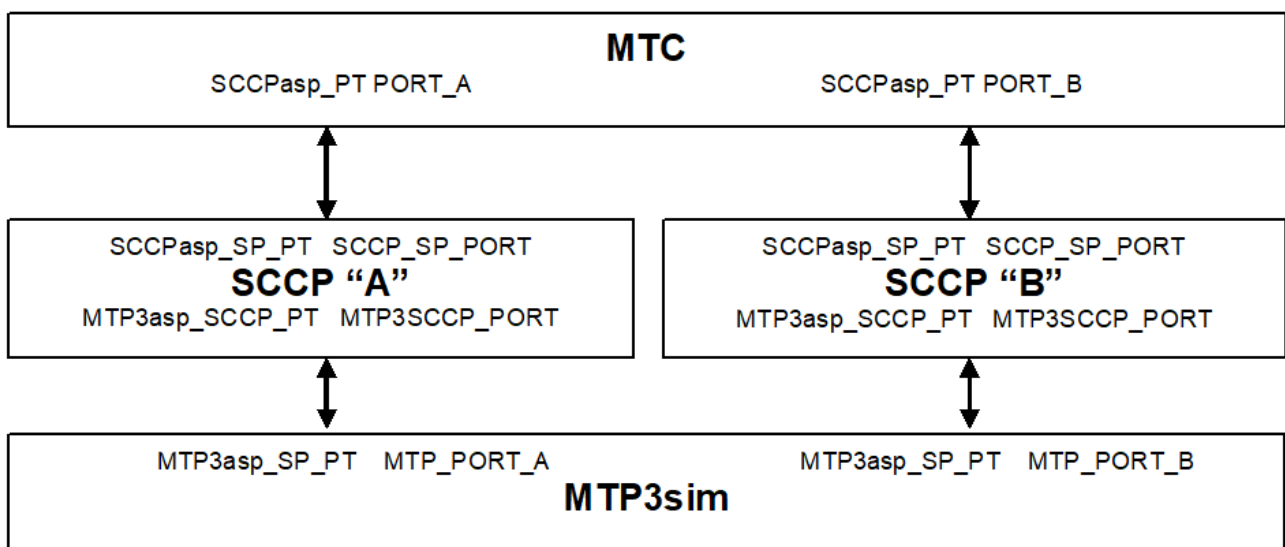 MTC
SCCPasp_PT PORT_A
SCCPasp_PT PORT_B
SCCPasp_SP_PT SCCP_SP_PORT
SCCP “A”
MTP3asp_SCCP_PT MTP3SCCP_PORT
SCCPasp_SP_PT SCCP_SP_PORT
SCCP “B”
MTP3asp_SCCP_PT MTP3SCCP_PORT
MTP3asp_SP_PT MTP_PORT_A
MTP3asp_SP_PT MTP_PORT_B
MTP3sim